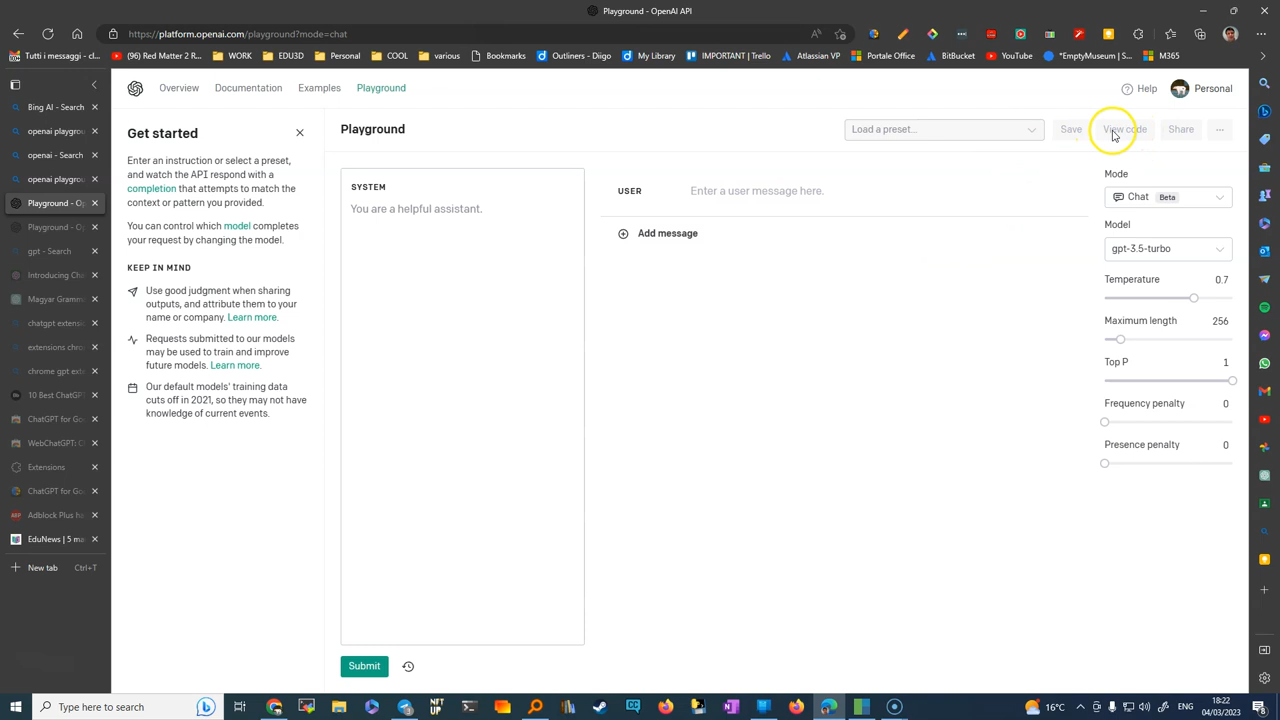 Playground - OpenAI API
https://platform.openai.com/playground?mode=chat
Tutti i messaggi - cl...
(96) Red Matter 2 R...
WORK
EDU3D
Personal
COOL
various
Bookmarks
Outliners - Diigo
My Library
IMPORTANT | Trello
Atlassian VP
Portale Office
BitBucket
YouTube
*EmptyMuseum | S...
M365
Bing AI - Search
openai playgrou
openai - Search
openai playgrou
Playground - Op
Playground - Op
gpt - Search
Introducing Cha
Magyar Gramm
chatgpt extensi
extensions chro
chrome gpt ext
10 Best ChatGP
ChatGPT for Go
WebChatGPT: C
Extensions
ChatGPT for Go
Adblock Plus ha
EduNews | 5 ma
New tab Ctrl+T
Overview
Documentation
Examples
Playground
Help
Personal
Get started
Enter an instruction or select a preset,
and watch the API respond with a
completion that attempts to match the
context or pattern you provided.
You can control which model completes
your request by changing the model.
KEEP IN MIND
Use good judgment when sharing
outputs, and attribute them to your
name or company. Learn more.
Requests submitted to our models
may be used to train and improve
future models. Learn more.
Our default models' training data
cuts off in 2021, so they may not have
knowledge of current events.
Playground
Load a preset...
Save
View code
Share
SYSTEM
You are a helpful assistant.
USER
Enter a user message here.
Add message
Mode
Chat Beta
Model
gpt-3.5-turbo
Temperature 0.7
Maximum length 256
Top P 1
Frequency penalty 0
Presence penalty 0
Submit
Type here to search
16°C
18:22
04/03/2023